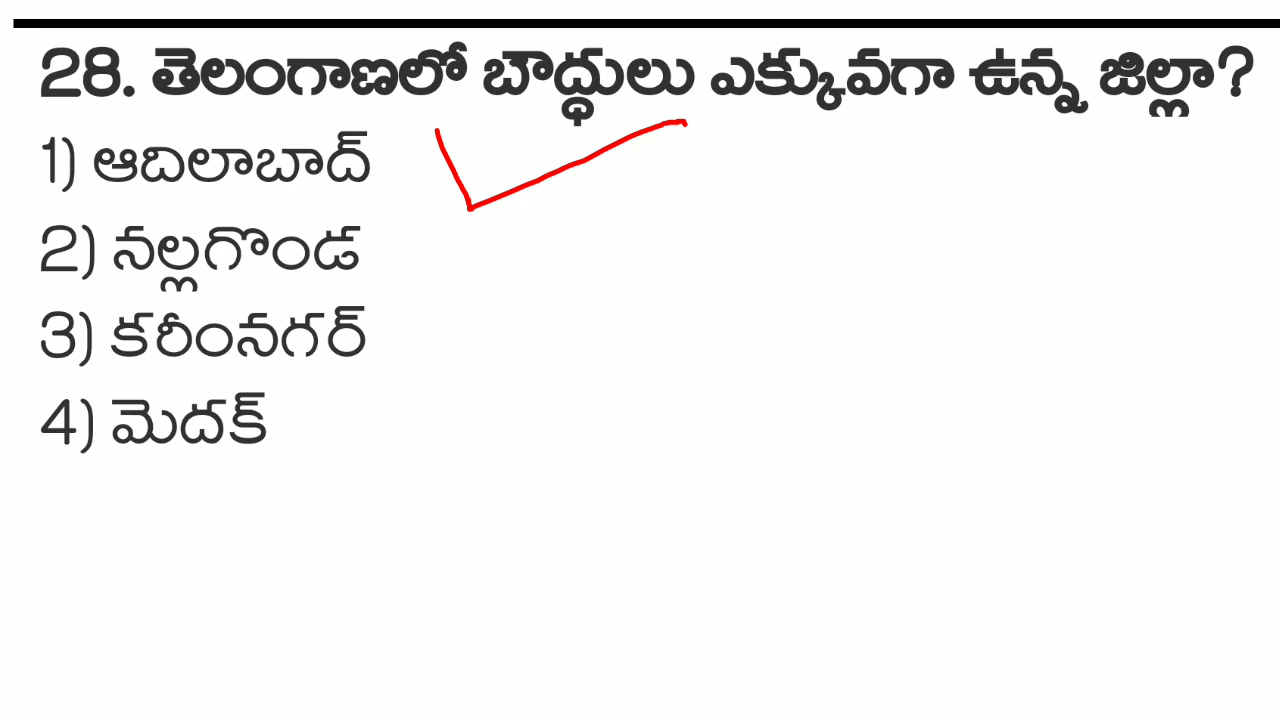 28. తెలంగాణలో బౌద్ధులు ఎక్కువగా ఉన్న జిల్లా?
1) ఆదిలాబాద్
2) నల్లగొండ
3) కరీంనగర్
4) మెదక్